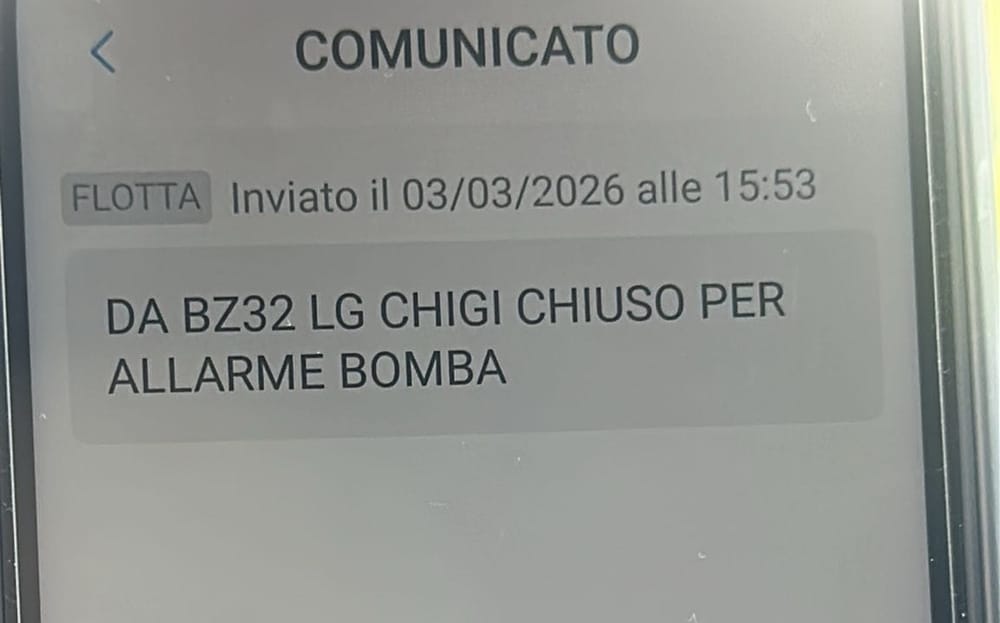 COMUNICATO
FLOTTA Inviato il 03/03/2026 alle 15:53
DA BZ32 LG CHIGI CHIUSO PER
ALLARME BOMBA